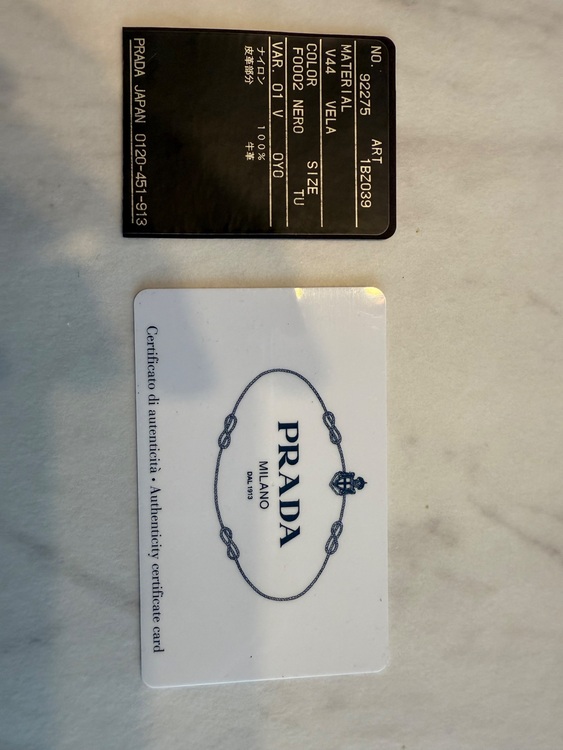 NO. 92275 ART 1BZ039
MATERIAL
V44 VELA
COLOR SIZE
F0002 NERO TU
VAR. 01 V OYO
ナイロン 100%
皮革部分 牛革
PRADA JAPAN 0120-451-913
PRADA
MILANO
DAL 1913
Certificato di autenticità • Authenticity certificate card